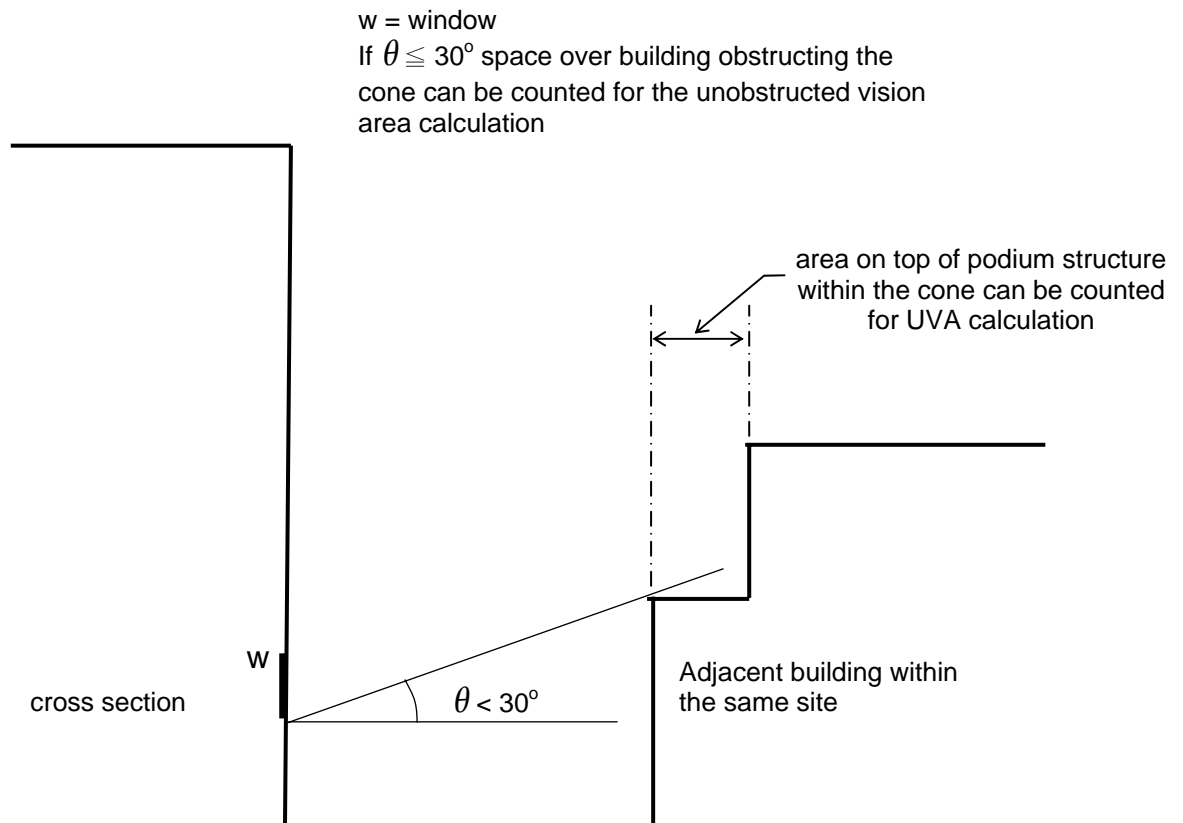 w = window
If θ ≦ 30° space over building obstructing the
cone can be counted for the unobstructed vision
area calculation
area on top of podium structure
within the cone can be counted
for UVA calculation
w
cross section
θ < 30°
Adjacent building within
the same site